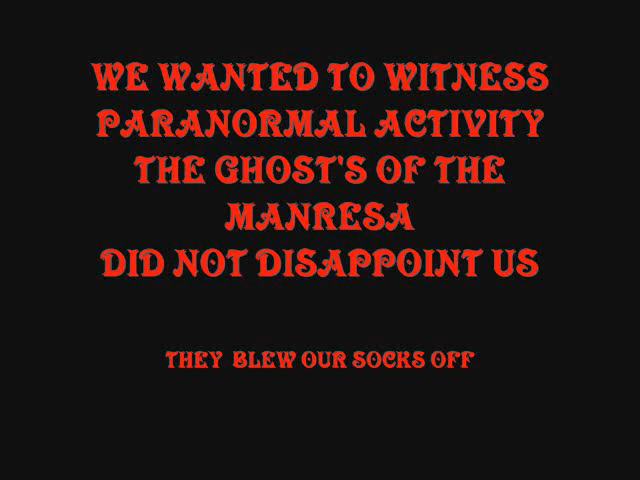 WE WANTED TO WITNESS
PARANORMAL ACTIVITY
THE GHOST'S OF THE
MANRESA
DID NOT DISAPPOINT US
THEY BLEW OUR SOCKS OFF